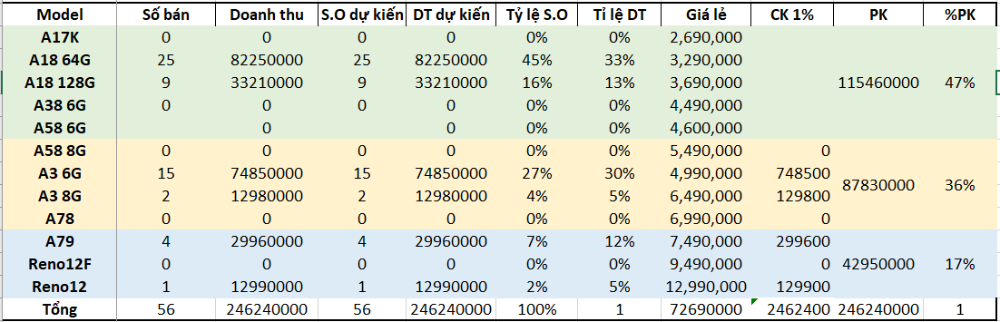 Model Số bán Doanh thu S.O dự kiến DT dự kiến Tỷ lệ S.O Tỉ lệ DT Giá lẻ CK 1% PK %PK
A17K 0 0 0 0 0% 0% 2,690,000
A18 64G 25 82250000 25 82250000 45% 33% 3,290,000
A18 128G 9 33210000 9 33210000 16% 13% 3,690,000 115460000 47%
A38 6G 0 0 0 0 0% 0% 4,490,000
A58 6G 0 0 0% 0% 4,600,000
A58 8G 0 0 0 0 0% 0% 5,490,000 0
A3 6G 15 74850000 15 74850000 27% 30% 4,990,000 748500
87830000 36%
A3 8G 2 12980000 2 12980000 4% 5% 6,490,000 129800
A78 0 0 0 0 0% 0% 6,990,000 0
A79 4 29960000 4 29960000 7% 12% 7,490,000 299600
Reno12F 0 0 0 0 0% 0% 9,490,000 0 42950000 17%
Reno12 1 12990000 1 12990000 2% 5% 12,990,000 129900
Tổng 56 246240000 56 246240000 100% 1 72690000 2462400 246240000 1